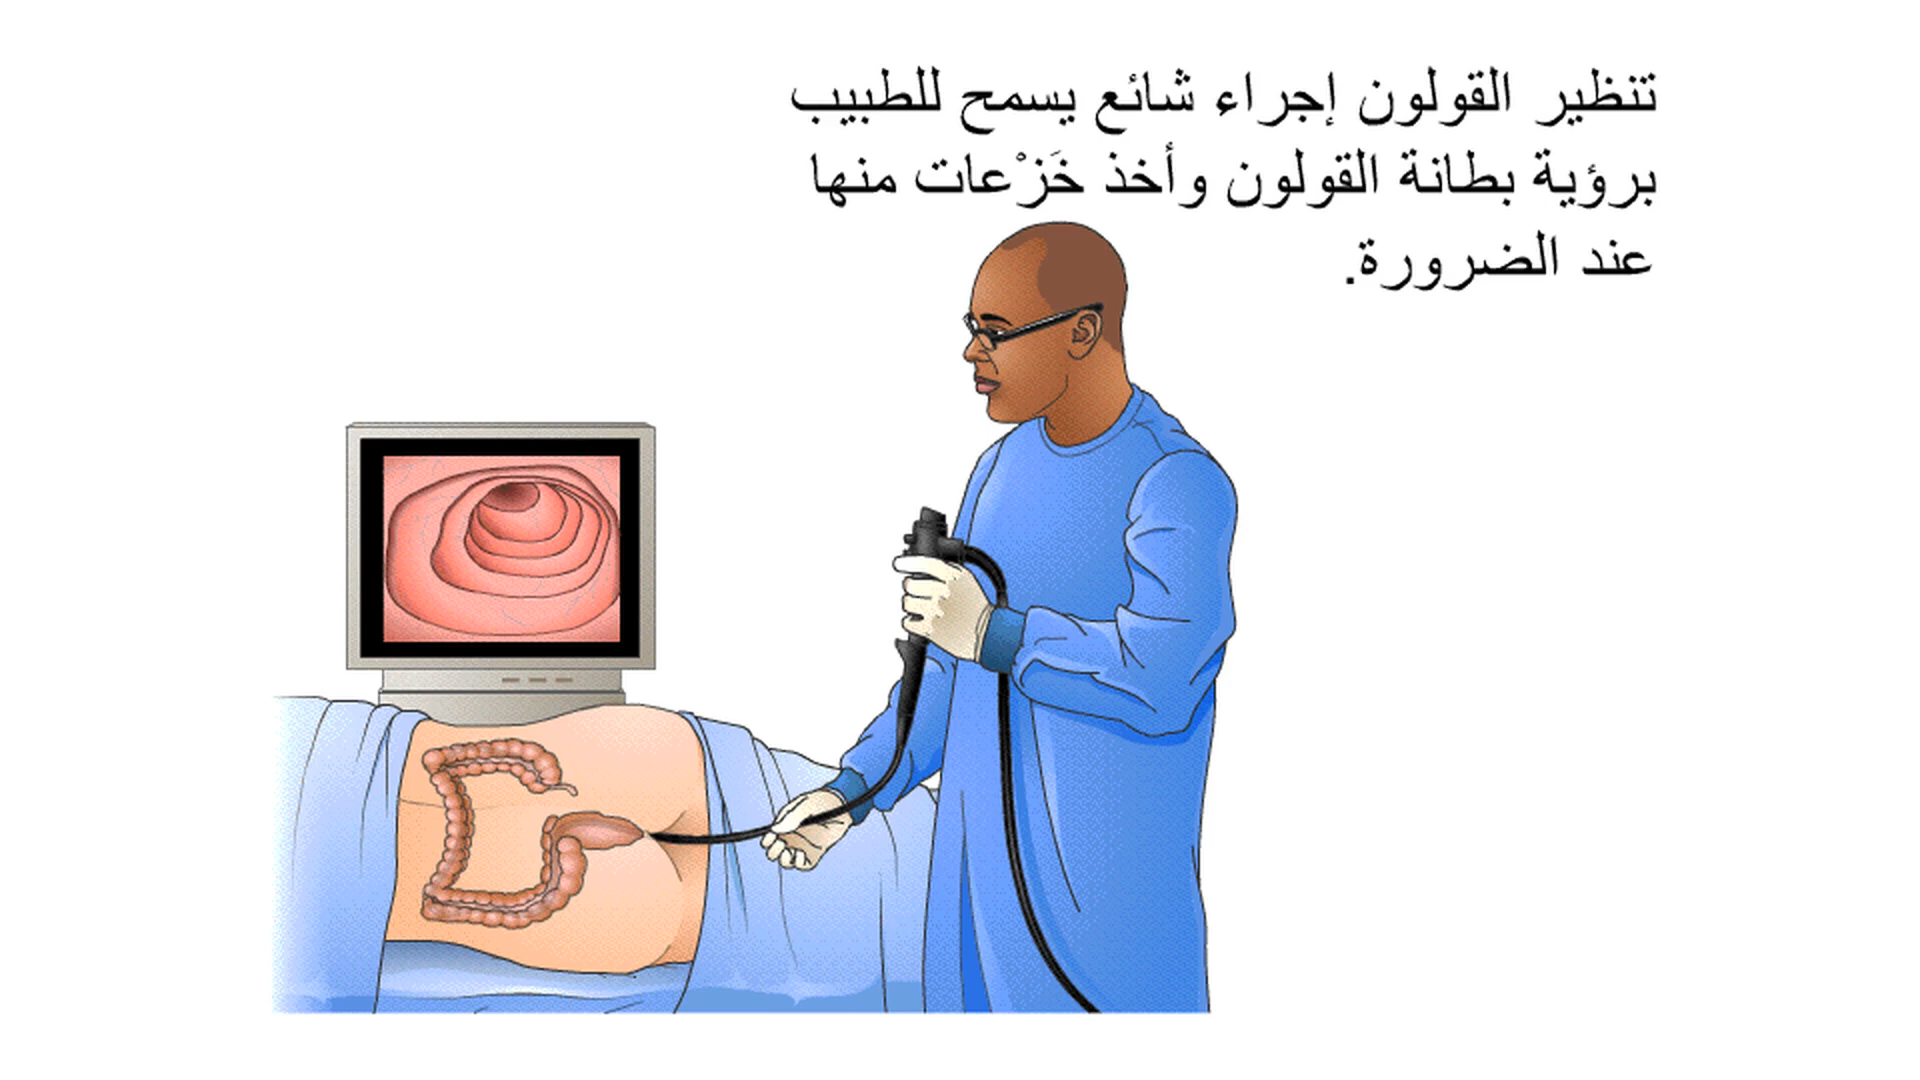 تنظير القولون إجراء شائع يسمح للطبيب
برؤية بطانة القولون وأخذ خَزْعات منها
عند الضرورة.